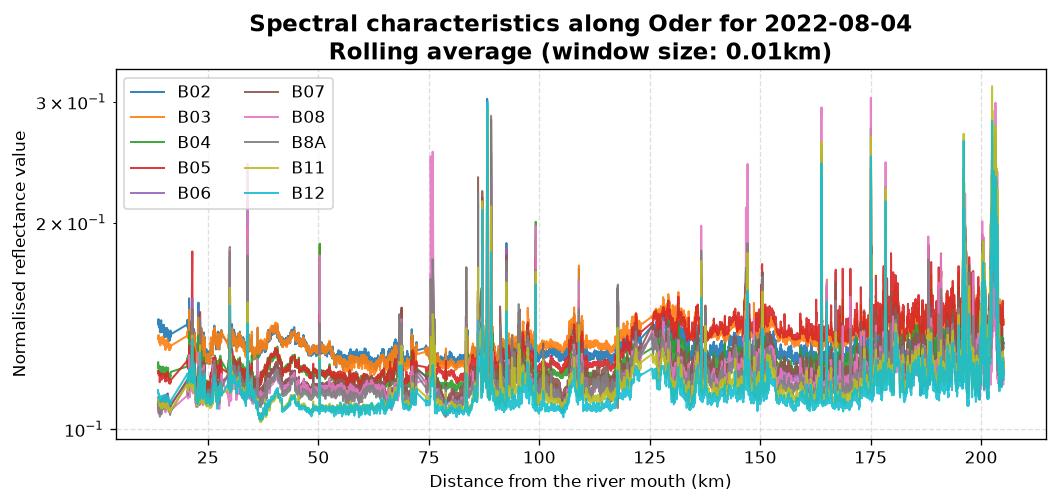 Spectral characteristics along Oder for 2022-08-04
Rolling average (window size: 0.01km)
B02 B07
B03 B08
B04 B8A
B05 B11
B06 B12
3 × 10⁻¹
2 × 10⁻¹
10⁻¹
Normalised reflectance value
25 50 75 100 125 150 175 200
Distance from the river mouth (km)